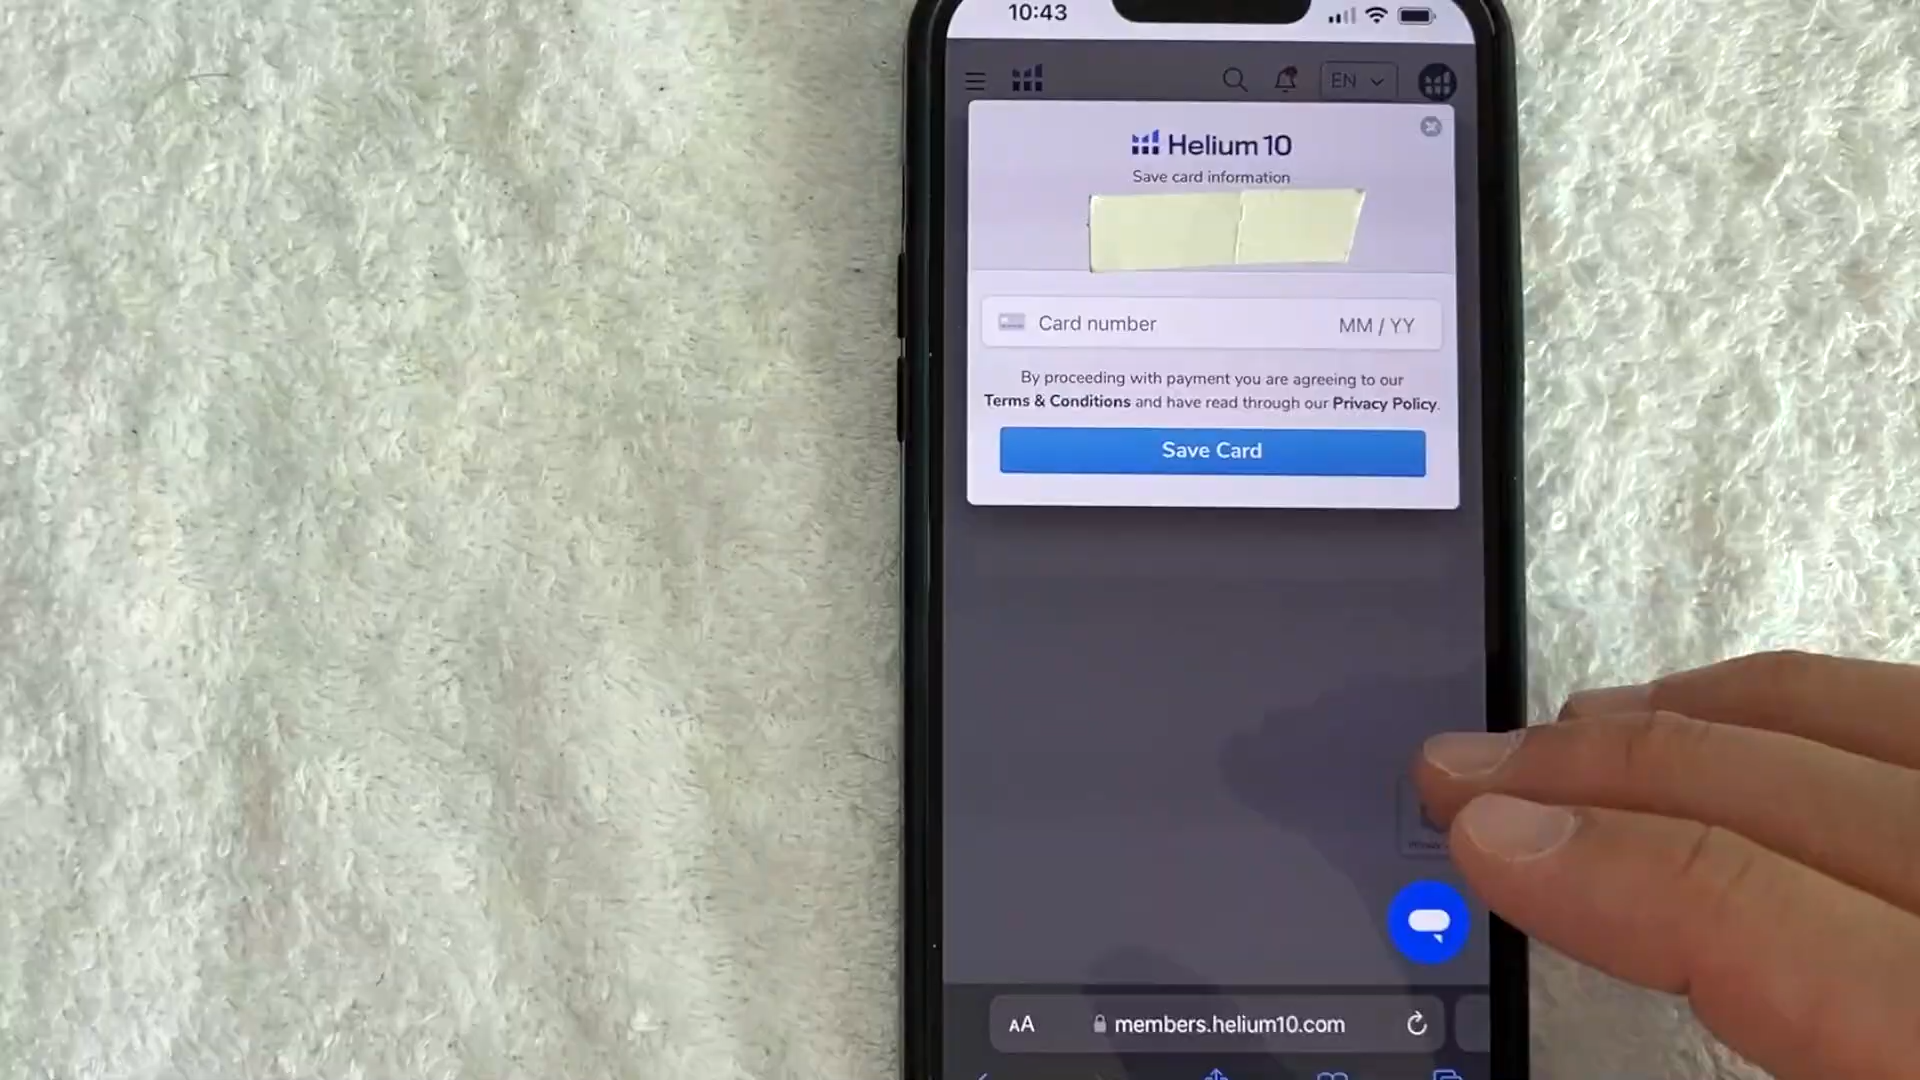 10:43
EN
Helium 10
Save card information
Card number MM / YY
By proceeding with payment you are agreeing to our
Terms & Conditions and have read through our Privacy Policy.
Save Card
AA members.helium10.com